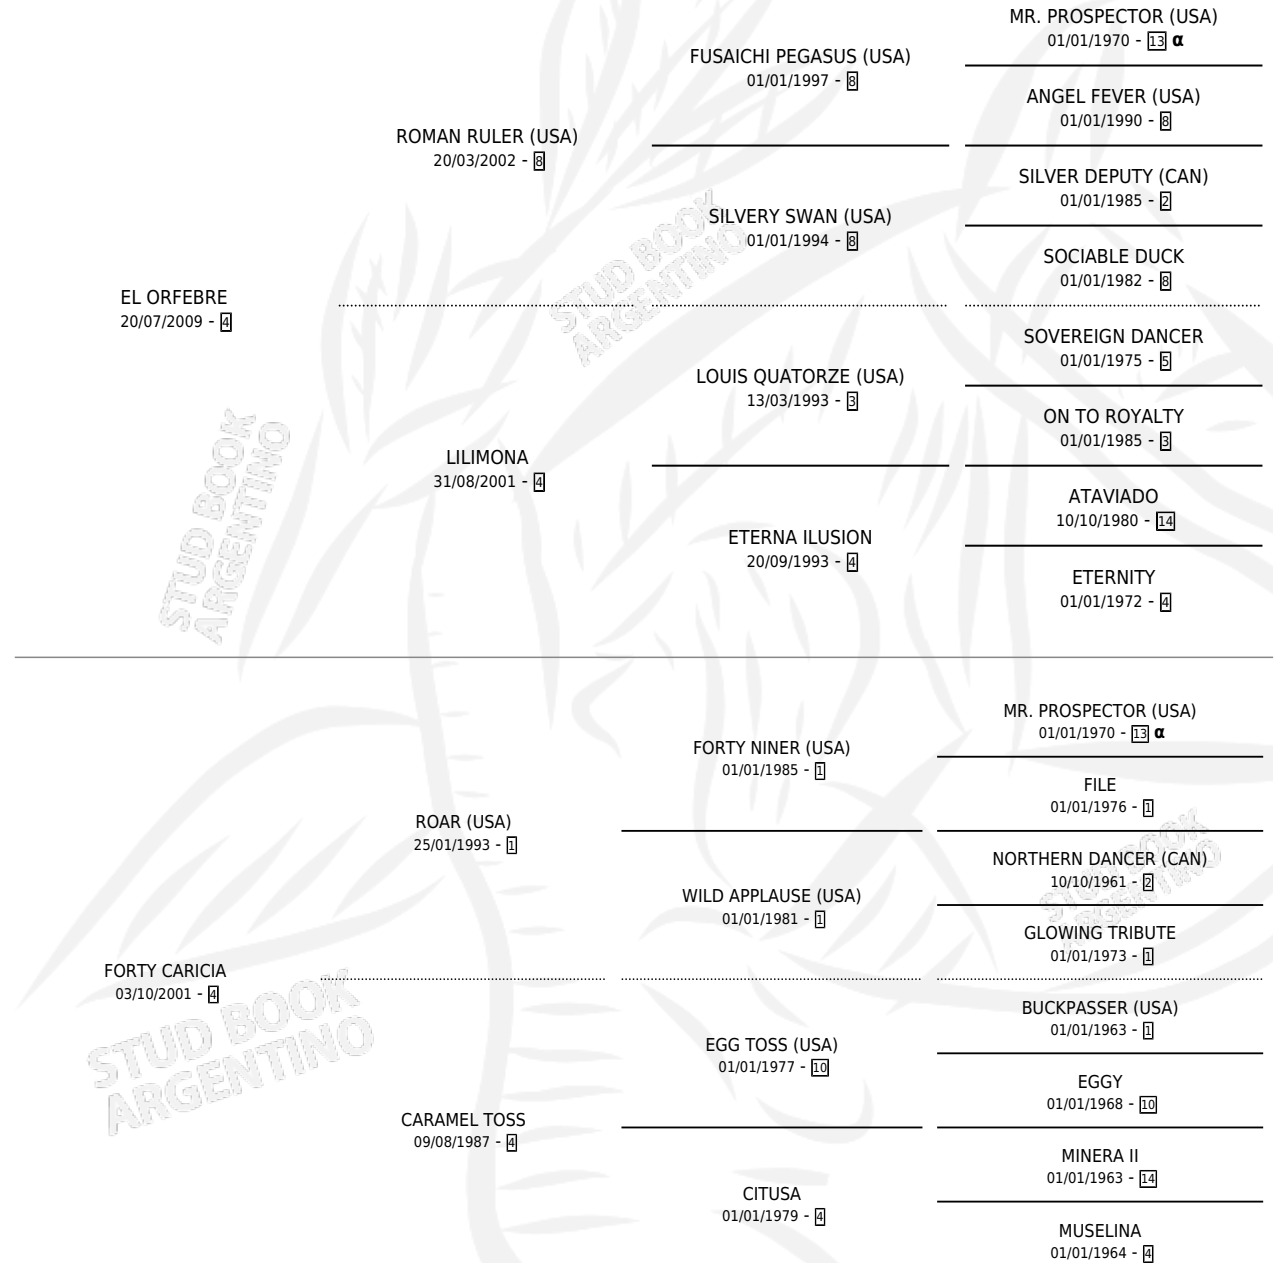 MR. PROSPECTOR (USA)
01/01/1970 - 13 α
FUSAICHI PEGASUS (USA)
01/01/1997 - 8
ANGEL FEVER (USA)
01/01/1990 - 8
ROMAN RULER (USA)
20/03/2002 - 8
SILVER DEPUTY (CAN)
01/01/1985 - 2
SILVERY SWAN (USA)
01/01/1994 - 8
SOCIABLE DUCK
01/01/1982 - 8
STUD BOOK
ARGENTINO
EL ORFEBRE
20/07/2009 - 4
SOVEREIGN DANCER
01/01/1975 - 5
LOUIS QUATORZE (USA)
13/03/1993 - 3
ON TO ROYALTY
01/01/1985 - 3
LILIMONA
31/08/2001 - 4
ATAVIADO
10/10/1980 - 14
ETERNA ILUSION
20/09/1993 - 4
ETERNITY
01/01/1972 - 4
STUD BOOK
ARGENTINO
MR. PROSPECTOR (USA)
01/01/1970 - 13 α
FORTY NINER (USA)
01/01/1985 - 1
FILE
01/01/1976 - 1
ROAR (USA)
25/01/1993 - 1
NORTHERN DANCER (CAN)
10/10/1961 - 2
WILD APPLAUSE (USA)
01/01/1981 - 1
GLOWING TRIBUTE
01/01/1973 - 1
STUD BOOK
ARGENTINO
FORTY CARICIA
03/10/2001 - 4
BUCKPASSER (USA)
01/01/1963 - 1
EGG TOSS (USA)
01/01/1977 - 10
EGGY
01/01/1968 - 10
STUD BOOK
ARGENTINO
CARAMEL TOSS
09/08/1987 - 4
MINERA II
01/01/1963 - 14
CITUSA
01/01/1979 - 4
MUSELINA
01/01/1964 - 4